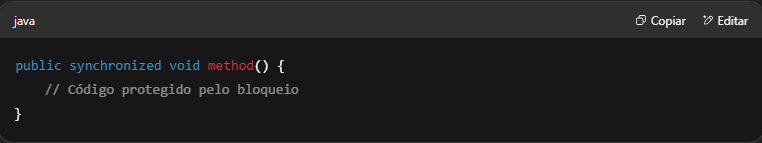 java Copiar Editar
public synchronized void method() {
    // Código protegido pelo bloqueio
}